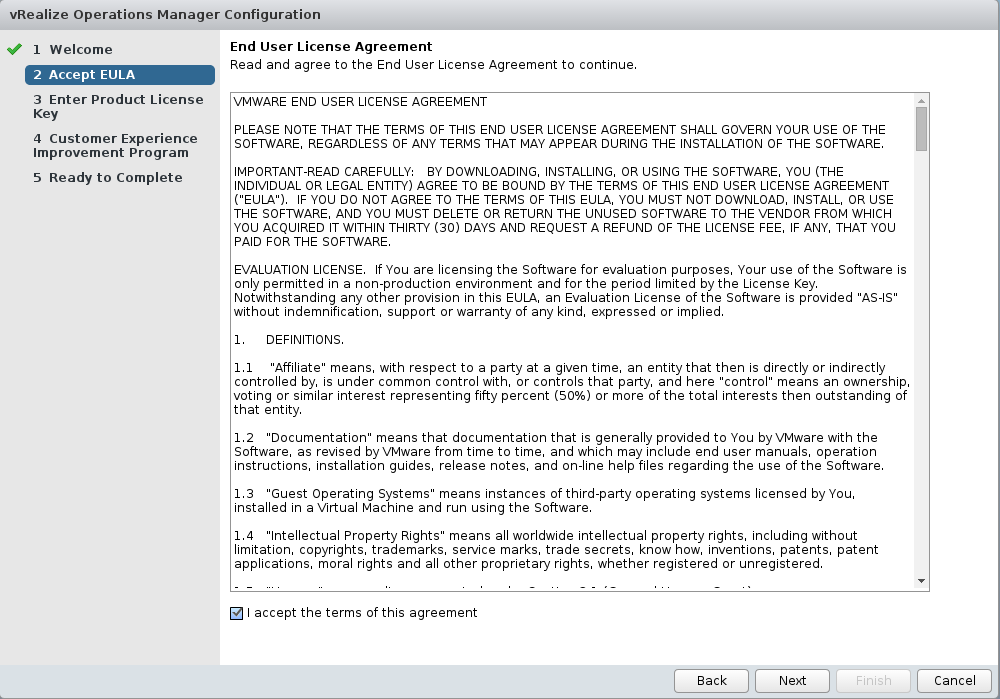 vRealize Operations Manager Configuration
1 Welcome
2 Accept EULA
3 Enter Product License
Key
4 Customer Experience
Improvement Program
5 Ready to Complete
End User License Agreement
Read and agree to the End User License Agreement to continue.
VMWARE END USER LICENSE AGREEMENT
PLEASE NOTE THAT THE TERMS OF THIS END USER LICENSE AGREEMENT SHALL GOVERN YOUR USE OF THE
SOFTWARE, REGARDLESS OF ANY TERMS THAT MAY APPEAR DURING THE INSTALLATION OF THE SOFTWARE.
IMPORTANT-READ CAREFULLY:   BY DOWNLOADING, INSTALLING, OR USING THE SOFTWARE, YOU (THE
INDIVIDUAL OR LEGAL ENTITY) AGREE TO BE BOUND BY THE TERMS OF THIS END USER LICENSE AGREEMENT
("EULA").  IF YOU DO NOT AGREE TO THE TERMS OF THIS EULA, YOU MUST NOT DOWNLOAD, INSTALL, OR USE
THE SOFTWARE, AND YOU MUST DELETE OR RETURN THE UNUSED SOFTWARE TO THE VENDOR FROM WHICH
YOU ACQUIRED IT WITHIN THIRTY (30) DAYS AND REQUEST A REFUND OF THE LICENSE FEE, IF ANY, THAT YOU
PAID FOR THE SOFTWARE.
EVALUATION LICENSE.  If You are licensing the Software for evaluation purposes, Your use of the Software is
only permitted in a non-production environment and for the period limited by the License Key.
Notwithstanding any other provision in this EULA, an Evaluation License of the Software is provided "AS-IS"
without indemnification, support or warranty of any kind, expressed or implied.
1.     DEFINITIONS.
1.1    "Affiliate" means, with respect to a party at a given time, an entity that then is directly or indirectly
controlled by, is under common control with, or controls that party, and here "control" means an ownership,
voting or similar interest representing fifty percent (50%) or more of the total interests then outstanding of
that entity.
1.2   "Documentation" means that documentation that is generally provided to You by VMware with the
Software, as revised by VMware from time to time, and which may include end user manuals, operation
instructions, installation guides, release notes, and on-line help files regarding the use of the Software.
1.3   "Guest Operating Systems" means instances of third-party operating systems licensed by You,
installed in a Virtual Machine and run using the Software.
1.4   "Intellectual Property Rights" means all worldwide intellectual property rights, including without
limitation, copyrights, trademarks, service marks, trade secrets, know how, inventions, patents, patent
applications, moral rights and all other proprietary rights, whether registered or unregistered.
I accept the terms of this agreement
Back
Next
Finish
Cancel